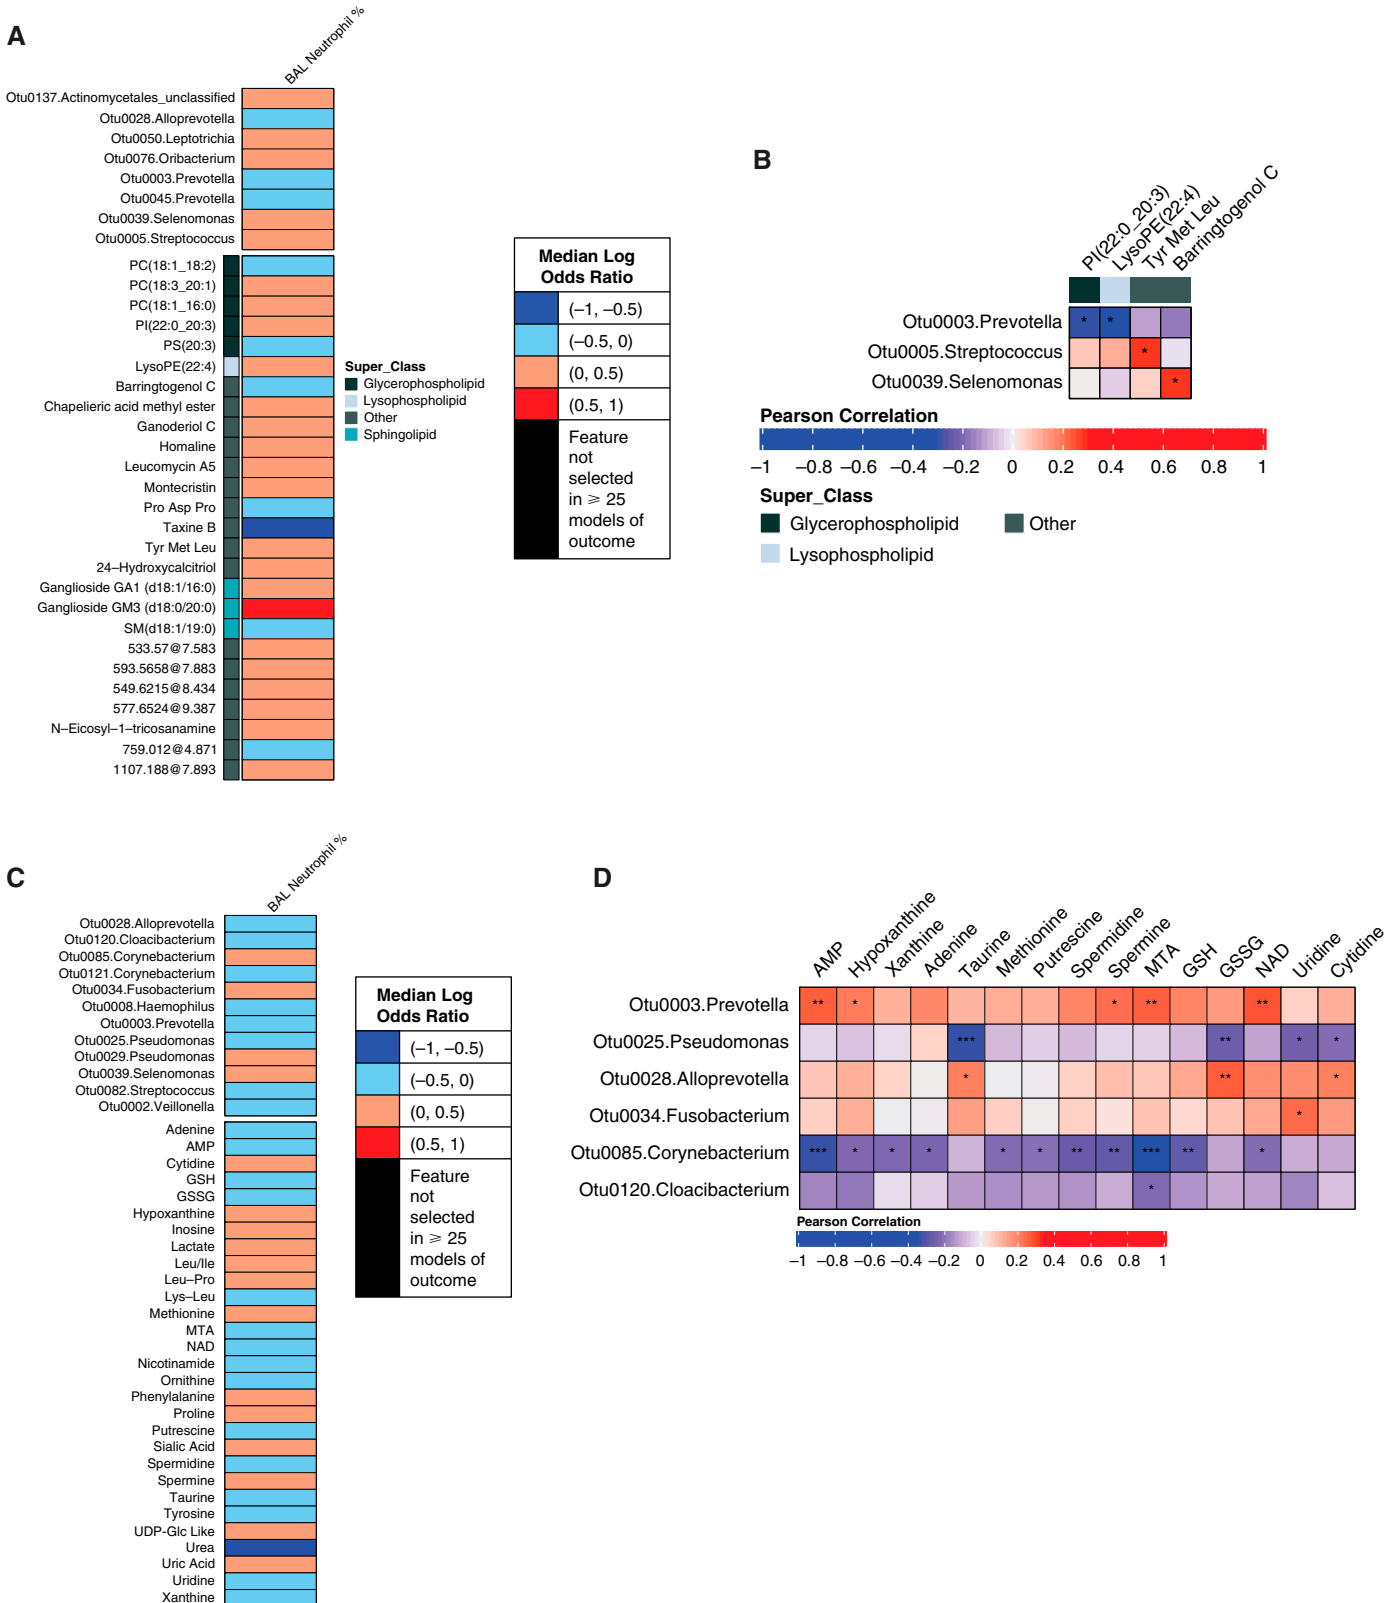 A
BAL Neutrophil %
Otu0137.Actinomycetales_unclassified
Otu0028.Alloprevotella
Otu0050.Leptotrichia
Otu0076.Oribacterium
Otu0003.Prevotella
Otu0045.Prevotella
Otu0039.Selenomonas
Otu0005.Streptococcus
PC(18:1_18:2)
PC(18:3_20:1)
PC(18:1_16:0)
PI(22:0_20:3)
PS(20:3)
LysoPE(22:4)
Barringtogenol C
Chapelieric acid methyl ester
Ganoderiol C
Homaline
Leucomycin A5
Montecristin
Pro Asp Pro
Taxine B
Tyr Met Leu
24–Hydroxycalcitriol
Ganglioside GA1 (d18:1/16:0)
Ganglioside GM3 (d18:0/20:0)
SM(d18:1/19:0)
533.57@7.583
593.5658@7.883
549.6215@8.434
577.6524@9.387
N–Eicosyl–1–tricosanamine
759.012@4.871
1107.188@7.893
Super_Class
Glycerophospholipid
Lysophospholipid
Other
Sphingolipid
Median Log
Odds Ratio
(–1, –0.5)
(–0.5, 0)
(0, 0.5)
(0.5, 1)
Feature
not
selected
in ⩾ 25
models of
outcome
B
PI(22:0_20:3)
LysoPE(22:4)
Tyr Met Leu
Barringtogenol C
Otu0003.Prevotella * *
Otu0005.Streptococcus *
Otu0039.Selenomonas *
Pearson Correlation
–1 –0.8 –0.6 –0.4 –0.2 0 0.2 0.4 0.6 0.8 1
Super_Class
Glycerophospholipid Other
Lysophospholipid
C
BAL Neutrophil %
Otu0028.Alloprevotella
Otu0120.Cloacibacterium
Otu0085.Corynebacterium
Otu0121.Corynebacterium
Otu0034.Fusobacterium
Otu0008.Haemophilus
Otu0003.Prevotella
Otu0025.Pseudomonas
Otu0029.Pseudomonas
Otu0039.Selenomonas
Otu0082.Streptococcus
Otu0002.Veillonella
Adenine
AMP
Cytidine
GSH
GSSG
Hypoxanthine
Inosine
Lactate
Leu/Ile
Leu–Pro
Lys–Leu
Methionine
MTA
NAD
Nicotinamide
Ornithine
Phenylalanine
Proline
Putrescine
Sialic Acid
Spermidine
Spermine
Taurine
Tyrosine
UDP-Glc Like
Urea
Uric Acid
Uridine
Xanthine
Median Log
Odds Ratio
(–1, –0.5)
(–0.5, 0)
(0, 0.5)
(0.5, 1)
Feature
not
selected
in ⩾ 25
models of
outcome
D
AMP
Hypoxanthine
Xanthine
Adenine
Taurine
Methionine
Putrescine
Spermidine
Spermine
MTA
GSH
GSSG
NAD
Uridine
Cytidine
Otu0003.Prevotella ** * * ** **
Otu0025.Pseudomonas *** ** * *
Otu0028.Alloprevotella * ** *
Otu0034.Fusobacterium *
Otu0085.Corynebacterium *** * * * * * ** ** *** ** *
Otu0120.Cloacibacterium *
Pearson Correlation
–1 –0.8 –0.6 –0.4 –0.2 0 0.2 0.4 0.6 0.8 1